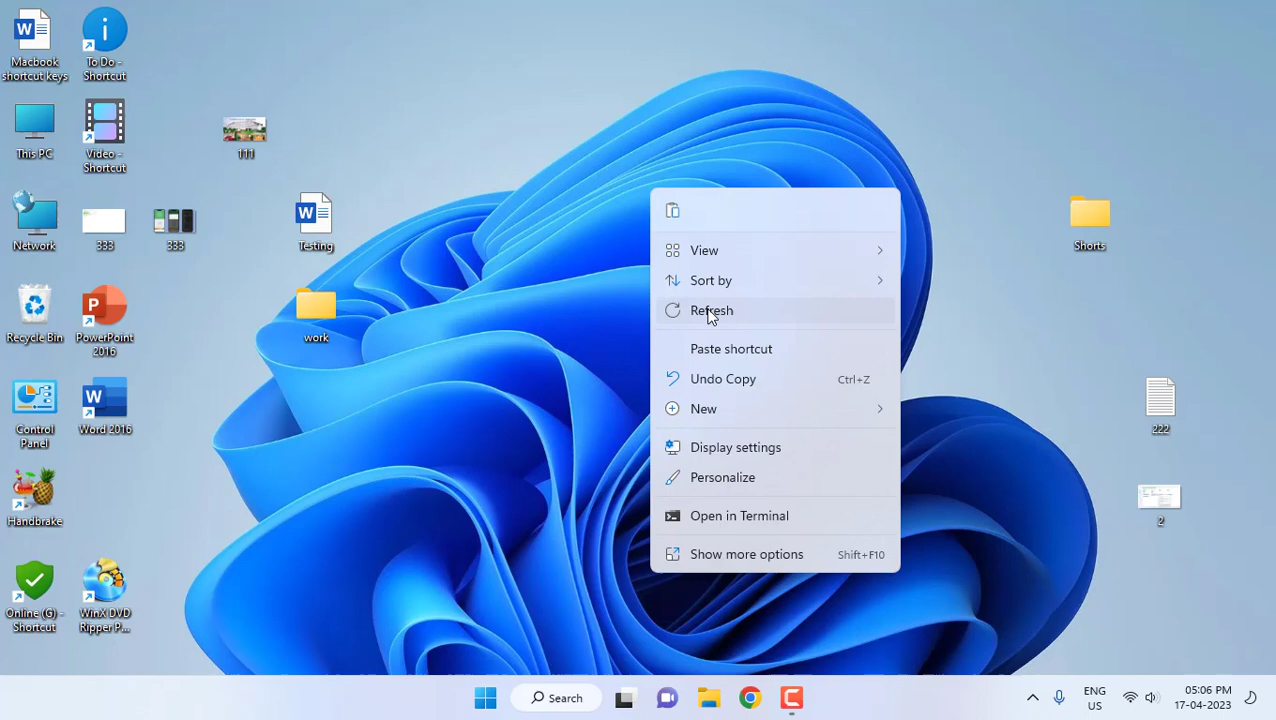 Macbook
shortcut keys
To Do -
Shortcut
This PC
Video -
Shortcut
111
Network
333
333
Testing
Shorts
Recycle Bin
PowerPoint
2016
work
Control
Panel
Word 2016
222
Handbrake
2
Online (G) -
Shortcut
WinX DVD
Ripper P...
View
Sort by
Refresh
Paste shortcut
Undo Copy Ctrl+Z
New
Display settings
Personalize
Open in Terminal
Show more options Shift+F10
Search
ENG
US
05:06 PM
17-04-2023